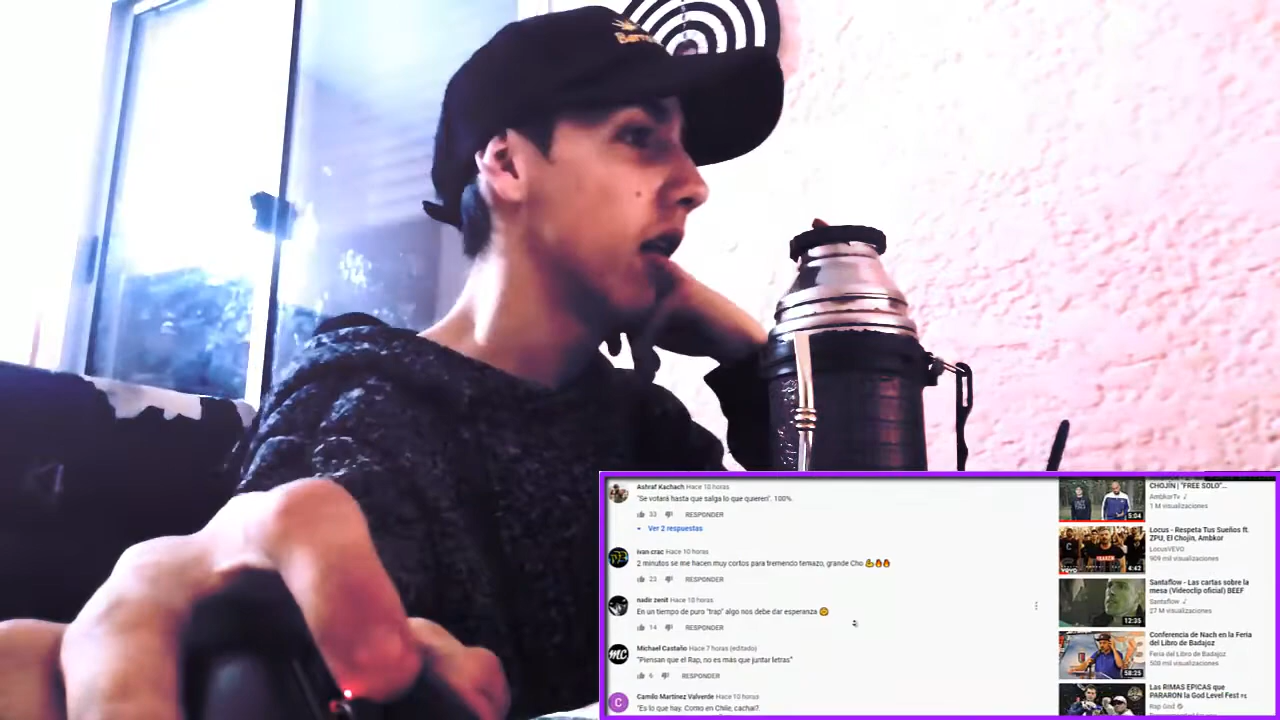 Ashraf Kachach Hace 10 horas
"Se votará hasta que salga lo que quieren". 100%.
33 RESPONDER
Ver 2 respuestas
ivan crac Hace 10 horas
2 minutos se me hacen muy cortos para tremendo temazo, grande Cho 💪🔥🔥
23 RESPONDER
nadir zenit Hace 10 horas
En un tiempo de puro "trap" algo nos debe dar esperanza
14 RESPONDER
Michael Castaño Hace 7 horas (editado)
"Piensan que el Rap, no es más que juntar letras"
6 RESPONDER
Camilo Martínez Valverde Hace 10 horas
"Es lo que hay. Como en Chile, cachai?.
MC
C
CHOJIN | "FREE SOLO"...
AmbkorTv
1 M visualizaciones
5:04
Locus - Respeta Tus Sueños ft.
ZPU, El Chojin, Ambkor
LocusVEVO
909 mil visualizaciones
4:42
Santaflow - Las cartas sobre la
mesa (Videoclip oficial) BEEF
Santaflow
27 M visualizaciones
12:35
Conferencia de Nach en la Feria
del Libro de Badajoz
Feria del Libro de Badajoz
508 mil visualizaciones
58:25
Las RIMAS EPICAS que
PARARON la God Level Fest
Rap God